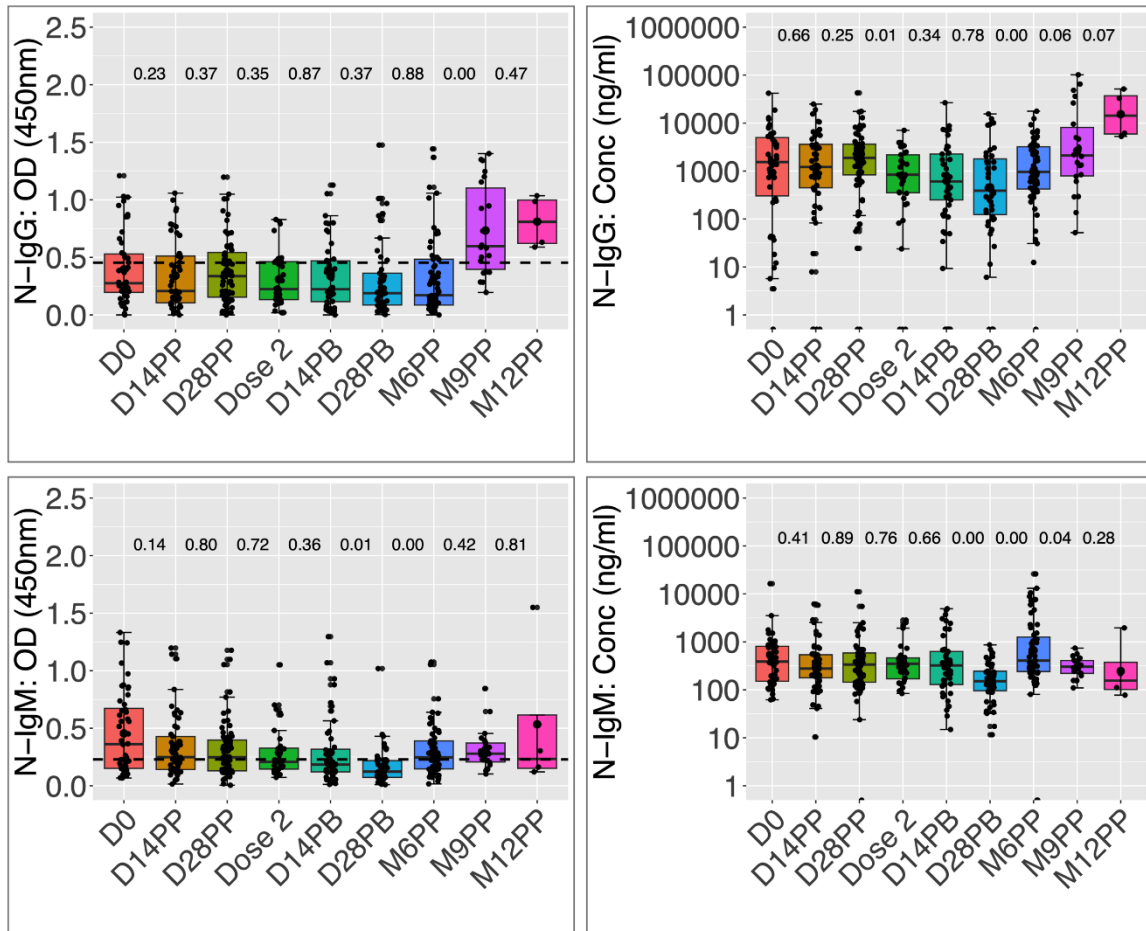 N−IgG: OD (450nm)
2.5
2.0
1.5
1.0
0.5
0.0
0.23 0.37 0.35 0.87 0.37 0.88 0.00 0.47
D0 D14PP D28PP Dose 2 D14PB D28PB M6PP M9PP M12PP
N−IgG: Conc (ng/ml)
1000000
100000
10000
1000
100
10
1
0.66 0.25 0.01 0.34 0.78 0.00 0.06 0.07
D0 D14PP D28PP Dose 2 D14PB D28PB M6PP M9PP M12PP
N−IgM: OD (450nm)
2.5
2.0
1.5
1.0
0.5
0.0
0.14 0.80 0.72 0.36 0.01 0.00 0.42 0.81
D0 D14PP D28PP Dose 2 D14PB D28PB M6PP M9PP M12PP
N−IgM: Conc (ng/ml)
1000000
100000
10000
1000
100
10
1
0.41 0.89 0.76 0.66 0.00 0.00 0.04 0.28
D0 D14PP D28PP Dose 2 D14PB D28PB M6PP M9PP M12PP